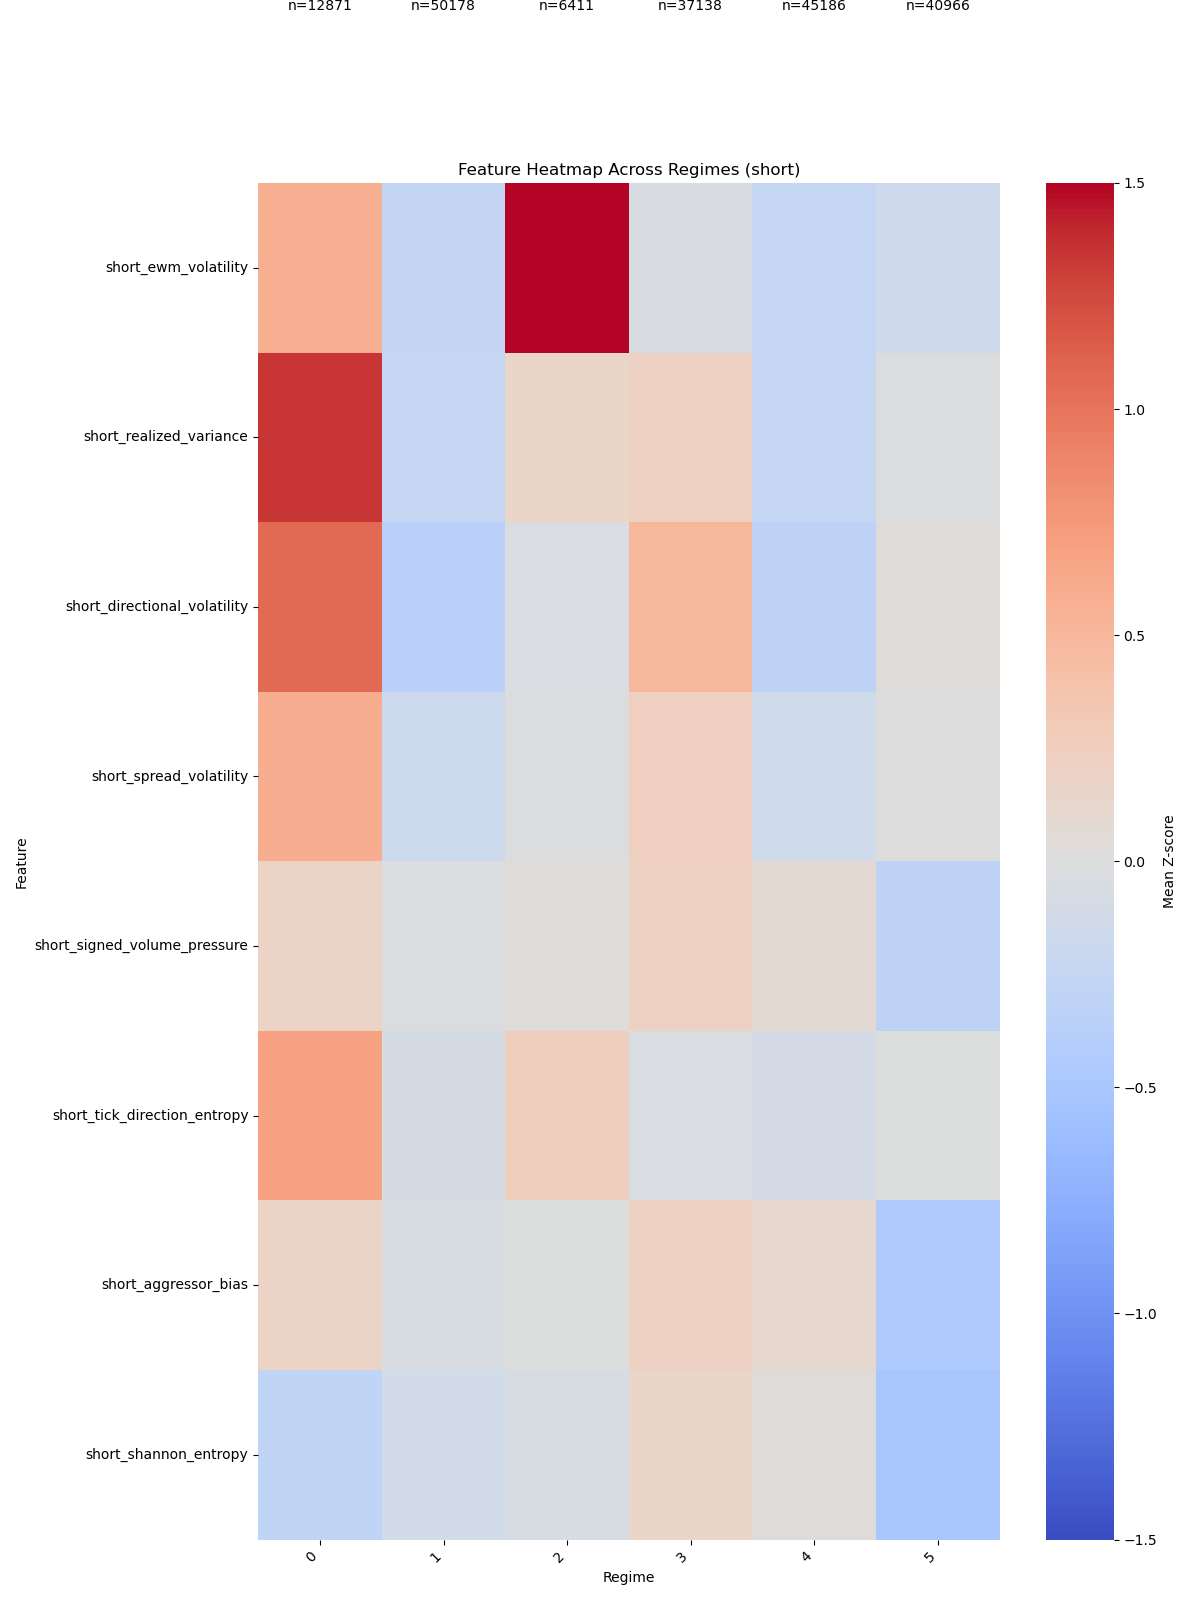 n=12871 n=50178 n=6411 n=37138 n=45186 n=40966
Feature Heatmap Across Regimes (short)
Feature
short_ewm_volatility
short_realized_variance
short_directional_volatility
short_spread_volatility
short_signed_volume_pressure
short_tick_direction_entropy
short_aggressor_bias
short_shannon_entropy
0 1 2 3 4 5
Regime
1.5
1.0
0.5
0.0
−0.5
−1.0
−1.5
Mean Z-score